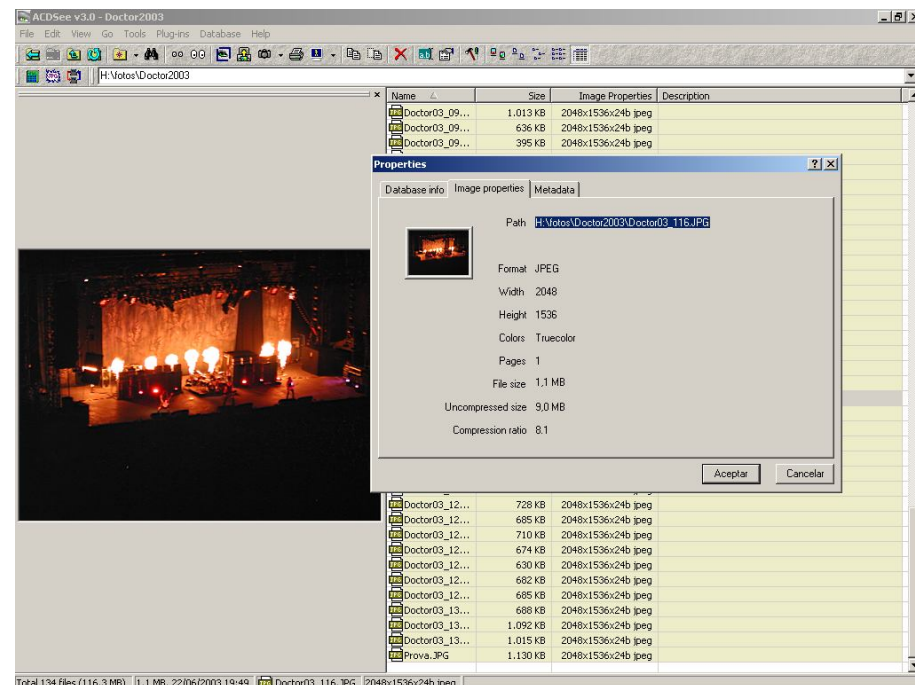 ACDSee v3.0 - Doctor2003
File Edit View Go Tools Plug-ins Database Help
H:\fotos\Doctor2003
Name Size Image Properties Description
Doctor03_09... 1.013 KB 2048x1536x24b jpeg
Doctor03_09... 636 KB 2048x1536x24b jpeg
Doctor03_09... 395 KB 2048x1536x24b jpeg
Properties
Database info Image properties Metadata
Path H:\fotos\Doctor2003\Doctor03_116.JPG
Format JPEG
Width 2048
Height 1536
Colors Truecolor
Pages 1
File size 1,1 MB
Uncompressed size 9,0 MB
Compression ratio 8.1
Aceptar Cancelar
Doctor03_12... 728 KB 2048x1536x24b jpeg
Doctor03_12... 685 KB 2048x1536x24b jpeg
Doctor03_12... 710 KB 2048x1536x24b jpeg
Doctor03_12... 674 KB 2048x1536x24b jpeg
Doctor03_12... 630 KB 2048x1536x24b jpeg
Doctor03_12... 682 KB 2048x1536x24b jpeg
Doctor03_12... 685 KB 2048x1536x24b jpeg
Doctor03_13... 688 KB 2048x1536x24b jpeg
Doctor03_13... 1.092 KB 2048x1536x24b jpeg
Doctor03_13... 1.015 KB 2048x1536x24b jpeg
Prova.JPG 1.130 KB 2048x1536x24b jpeg
Total 134 files (116,3 MB) 1,1 MB, 22/06/2003 19:49 Doctor03_116.JPG 2048x1536x24b jpeg